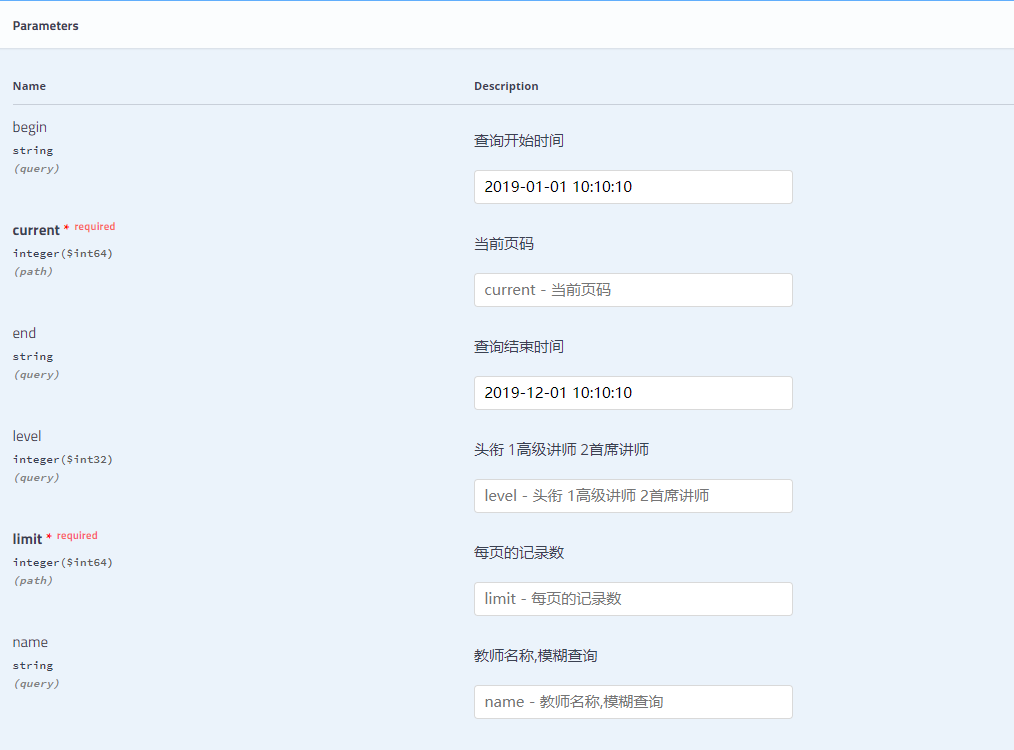 Parameters
Name Description
begin
string
(query)
查询开始时间
2019-01-01 10:10:10
current * required
integer($int64)
(path)
当前页码
current - 当前页码
end
string
(query)
查询结束时间
2019-12-01 10:10:10
level
integer($int32)
(query)
头衔 1高级讲师 2首席讲师
level - 头衔 1高级讲师 2首席讲师
limit * required
integer($int64)
(path)
每页的记录数
limit - 每页的记录数
name
string
(query)
教师名称,模糊查询
name - 教师名称,模糊查询